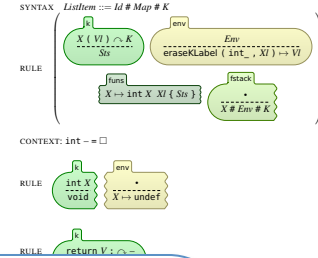 SYNTAX ListItem ::= Id # Map # K
k env
X ( Vl ) ↷ K Env
Sts eraseKLabel ( int_ , Xl ) ↦ Vl
RULE
funs fstack
X ↦ int X Xl { Sts } •
X # Env # K
CONTEXT: int – = □
k env
RULE int X •
void X ↦ undef
k
RULE return V ; ↷ –